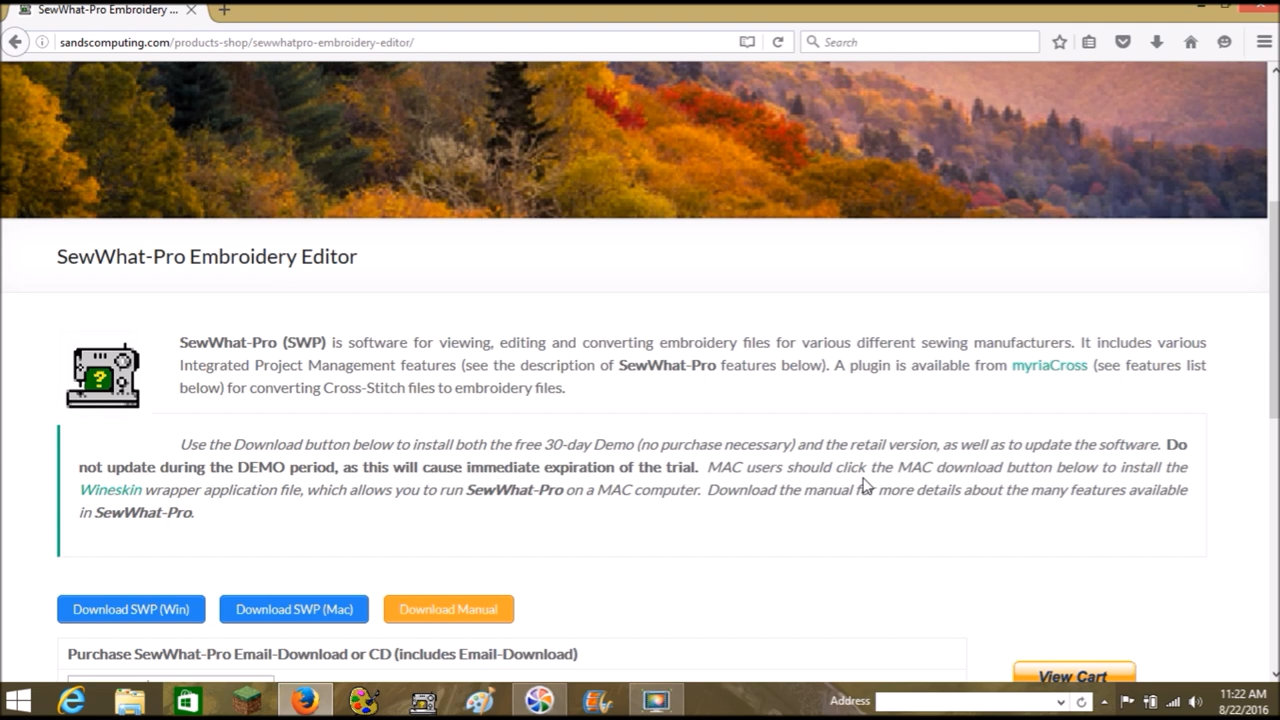 SewWhat-Pro Embroidery ...
sandscomputing.com/products-shop/sewwhatpro-embroidery-editor/
Search
SewWhat-Pro Embroidery Editor
SewWhat-Pro (SWP) is software for viewing, editing and converting embroidery files for various different sewing manufacturers. It includes various
Integrated Project Management features (see the description of SewWhat-Pro features below). A plugin is available from myriaCross (see features list
below) for converting Cross-Stitch files to embroidery files.
?
Use the Download button below to install both the free 30-day Demo (no purchase necessary) and the retail version, as well as to update the software. Do
not update during the DEMO period, as this will cause immediate expiration of the trial. MAC users should click the MAC download button below to install the
Wineskin wrapper application file, which allows you to run SewWhat-Pro on a MAC computer. Download the manual for more details about the many features available
in SewWhat-Pro.
Download SWP (Win) Download SWP (Mac) Download Manual
Purchase SewWhat-Pro Email-Download or CD (includes Email-Download)
View Cart
Address
11:22 AM
8/22/2016